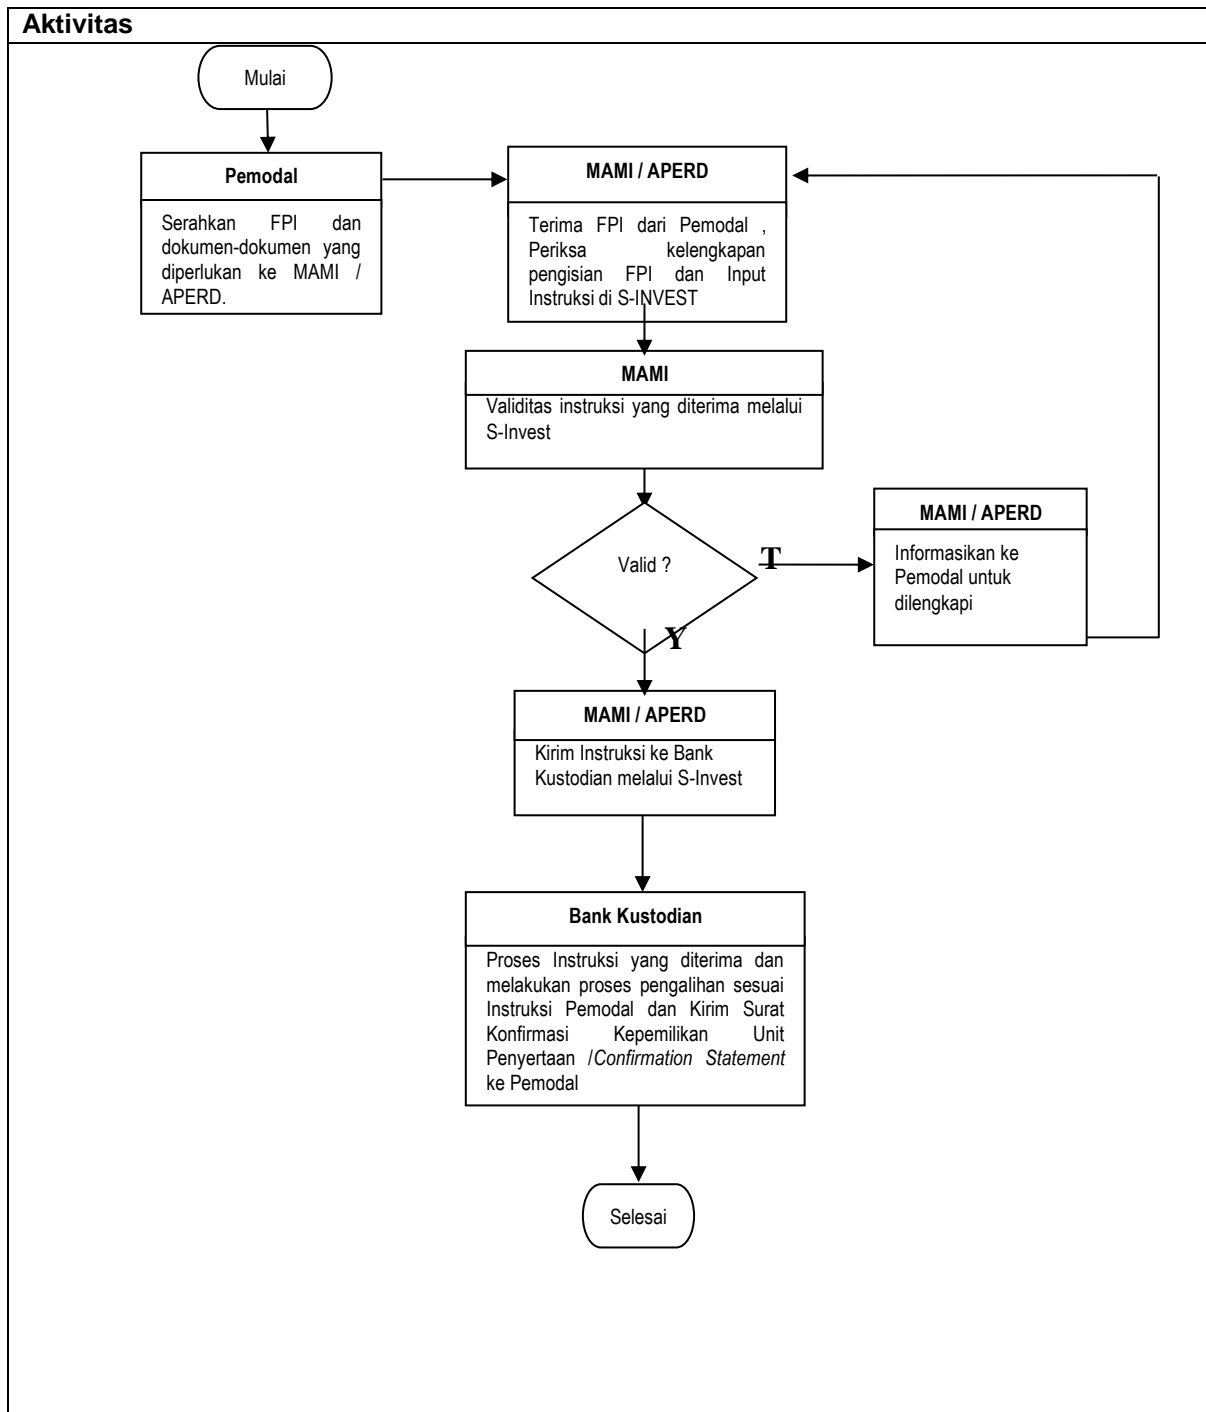 Aktivitas
Mulai
Pemodal
Serahkan FPI dan
dokumen-dokumen yang
diperlukan ke MAMI /
APERD.
MAMI / APERD
Terima FPI dari Pemodal ,
Periksa kelengkapan
pengisian FPI dan Input
Instruksi di S-INVEST
MAMI
Validitas instruksi yang diterima melalui
S-Invest
Valid ?
T
MAMI / APERD
Informasikan ke
Pemodal untuk
dilengkapi
Y
MAMI / APERD
Kirim Instruksi ke Bank
Kustodian melalui S-Invest
Bank Kustodian
Proses Instruksi yang diterima dan
melakukan proses pengalihan sesuai
Instruksi Pemodal dan Kirim Surat
Konfirmasi Kepemilikan Unit
Penyertaan /Confirmation Statement
ke Pemodal
Selesai